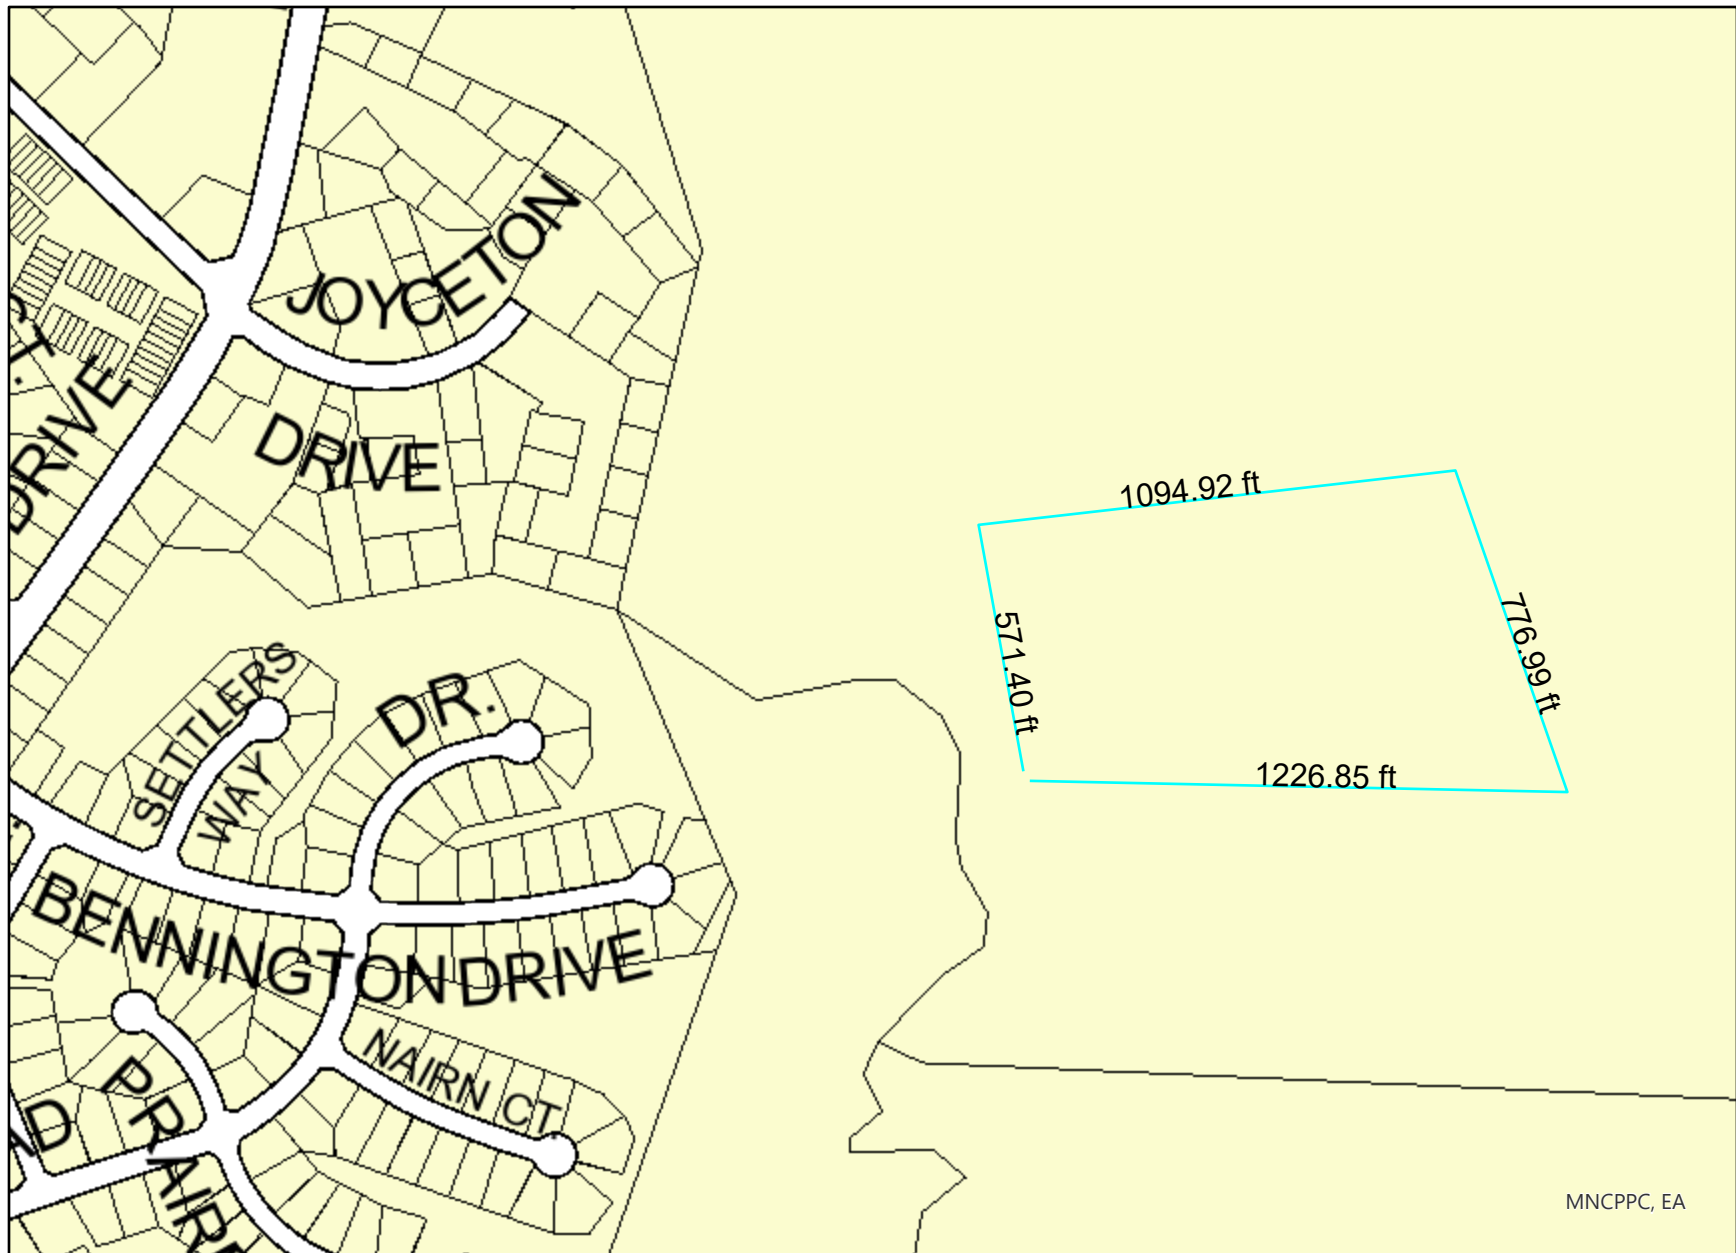 JOYCETON
DRIVE
DRIVE
1094.92 ft
571.40 ft
776.99 ft
1226.85 ft
SETTLERS
WAY
DR.
BENNINGTON DRIVE
NAIRN CT.
MNCPPC, EA